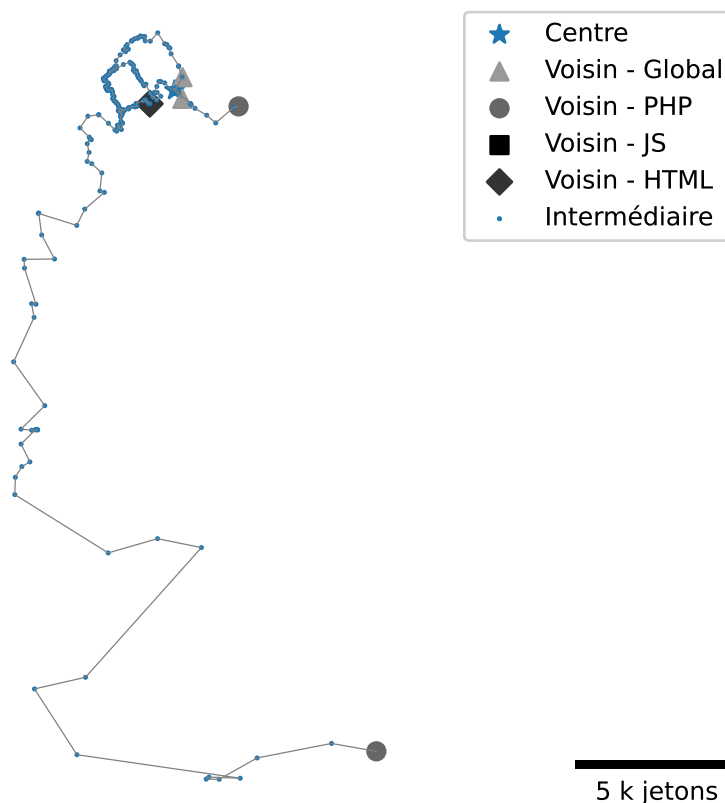 Centre
Voisin - Global
Voisin - PHP
Voisin - JS
Voisin - HTML
Intermédiaire
5 k jetons